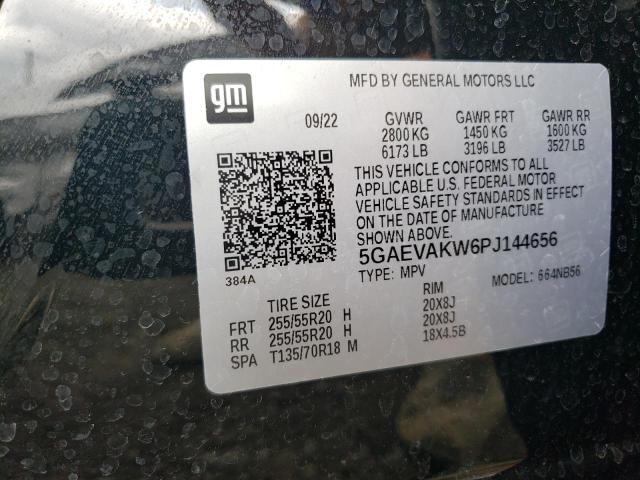 gm
MFD BY GENERAL MOTORS LLC
09/22 GVWR GAWR FRT GAWR RR
2800 KG 1450 KG 1600 KG
6173 LB 3196 LB 3527 LB
THIS VEHICLE CONFORMS TO ALL
APPLICABLE U.S. FEDERAL MOTOR
VEHICLE SAFETY STANDARDS IN EFFECT
ON THE DATE OF MANUFACTURE
SHOWN ABOVE.
384A 5GAEVAKW6PJ144656
TYPE: MPV MODEL: 664NB56
TIRE SIZE RIM
FRT 255/55R20 H 20X8J
RR 255/55R20 H 20X8J
SPA T135/70R18 M 18X4.5B